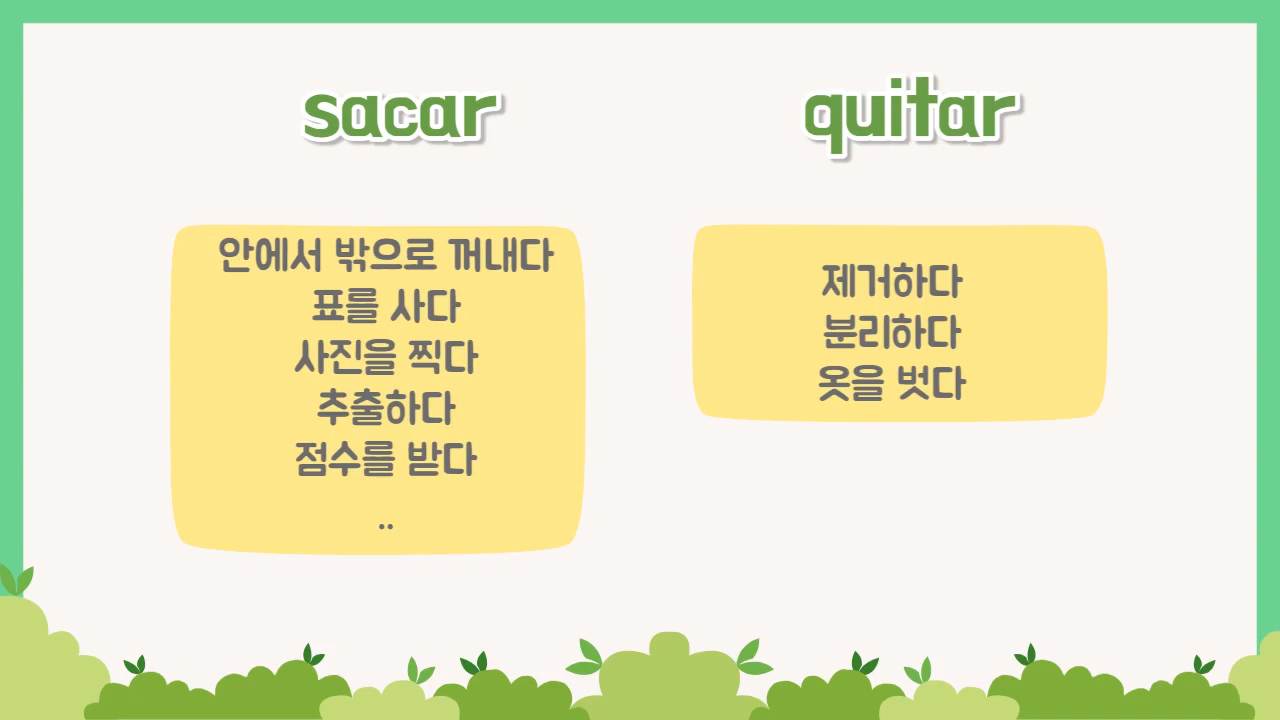 sacar
안에서 밖으로 꺼내다
표를 사다
사진을 찍다
추출하다
점수를 받다
..
quitar
제거하다
분리하다
옷을 벗다